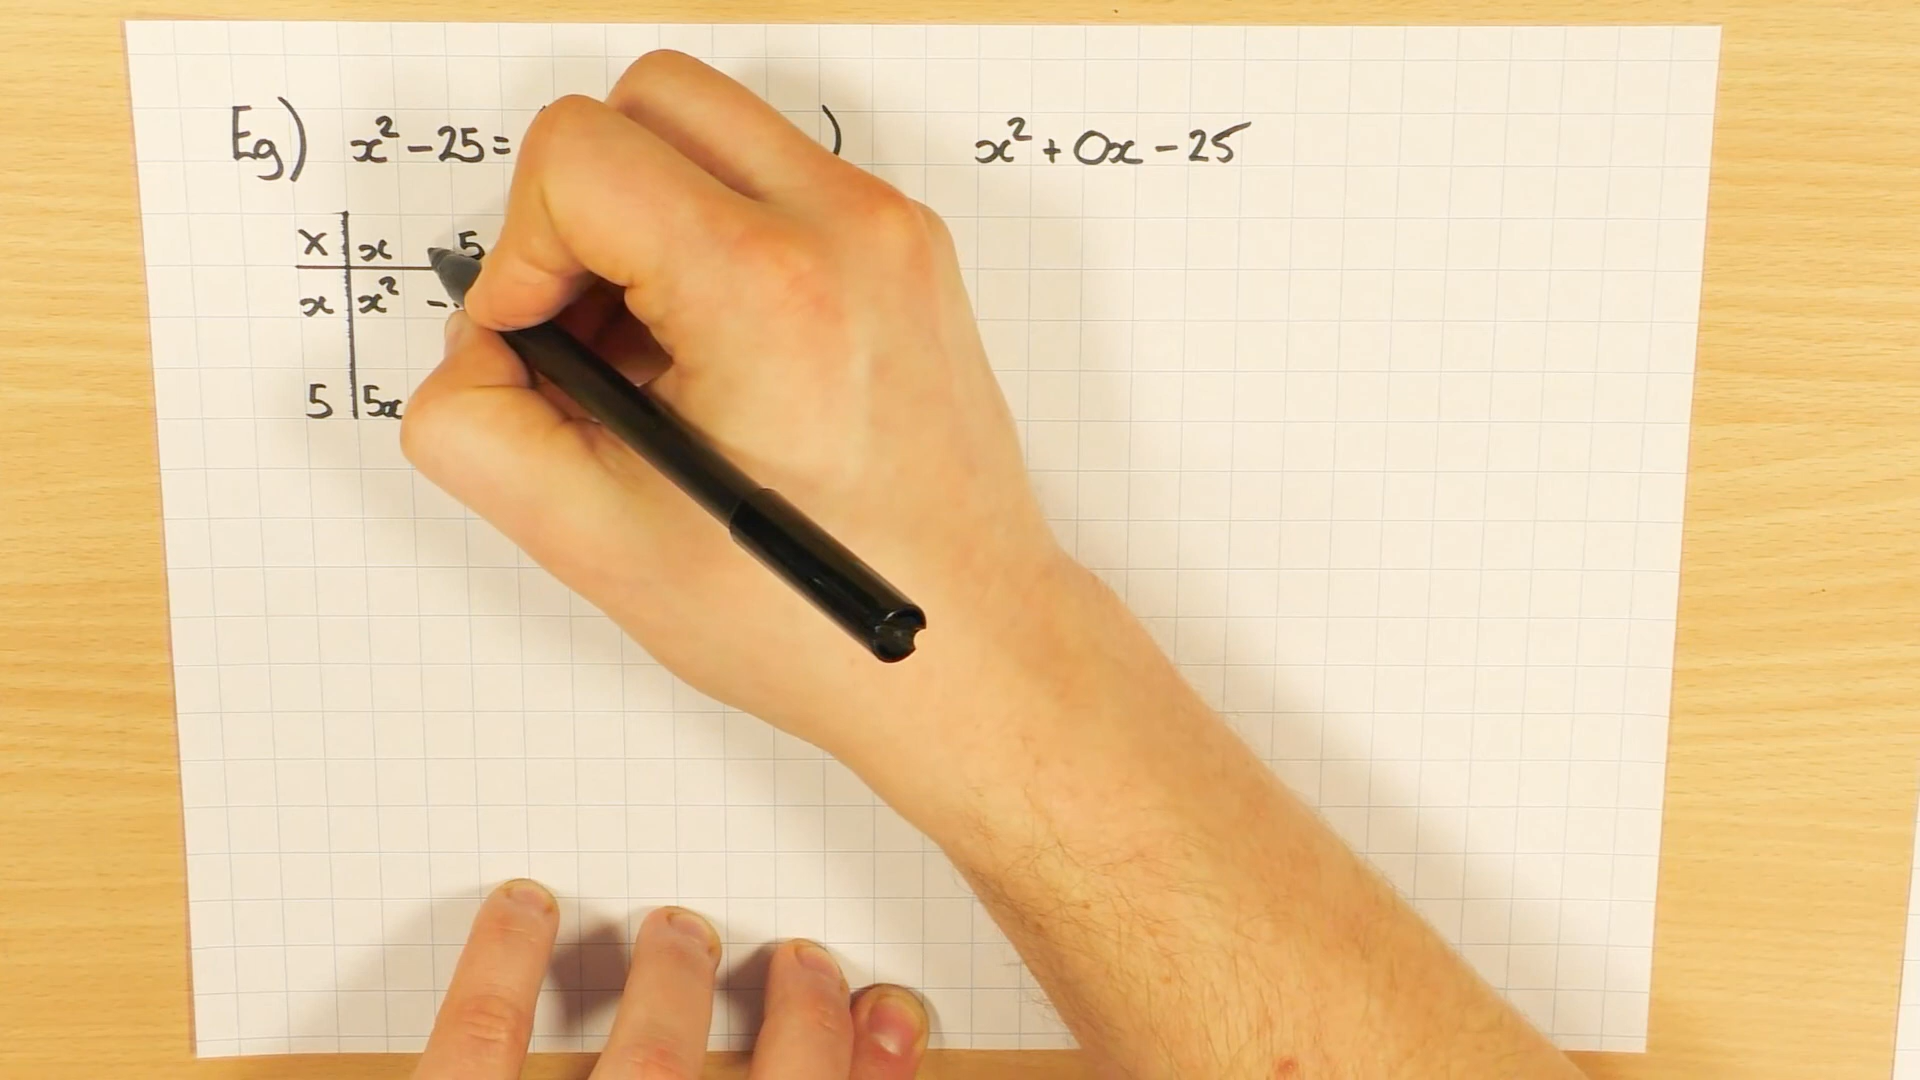 Eg) x² - 25 = ( ) x² + 0x - 25
× x 5
x x² -
5 5x